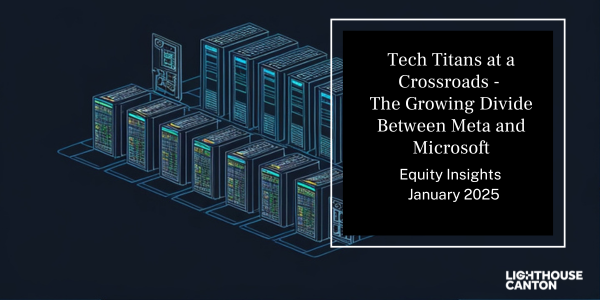 Tech Titans at a
Crossroads -
The Growing Divide
Between Meta and
Microsoft
Equity Insights
January 2025
LIGHTHOUSE
CANTON